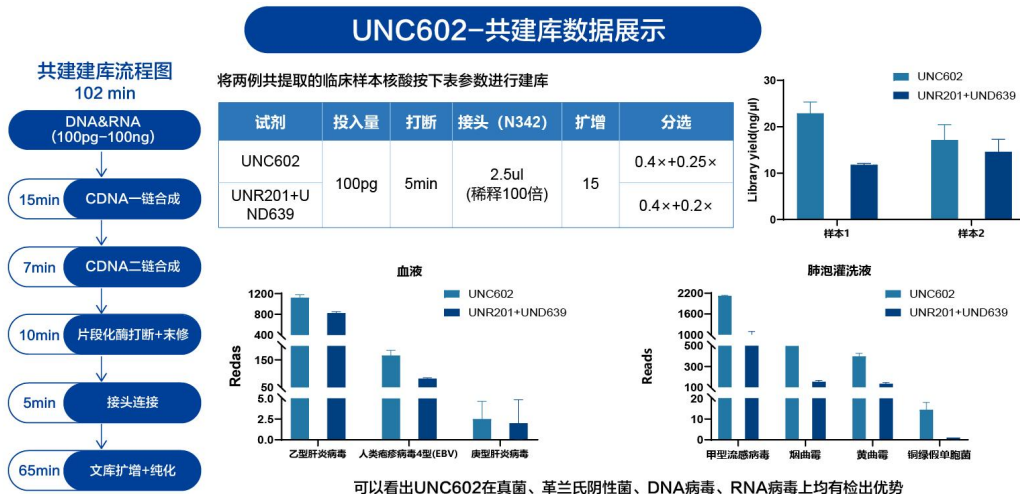 UNC602-共建库数据展示
共建建库流程图
102 min
DNA&RNA
(100pg-100ng)
15min CDNA一链合成
7min CDNA二链合成
10min 片段化酶打断+末修
5min 接头连接
65min 文库扩增+纯化
将两例共提取的临床样本核酸按下表参数进行建库
试剂 投入量 打断 接头（N342） 扩增 分选
UNC602 0.4×+0.25×
100pg 5min 2.5ul
(稀释100倍) 15
UNR201+U
ND639 0.4×+0.2×
Library yield(ng/μl)
30
20
10
0
UNC602
UNR201+UND639
样本1 样本2
血液
Redas
1200
800
400
150
50
5.0
2.5
0.0
UNC602
UNR201+UND639
乙型肝炎病毒 人类疱疹病毒4型(EBV) 庚型肝炎病毒
肺泡灌洗液
Reads
2200
1600
1000
500
300
100
20
10
0
UNC602
UNR201+UND639
甲型流感病毒 烟曲霉 黄曲霉 铜绿假单胞菌
可以看出UNC602在真菌、革兰氏阴性菌、DNA病毒、RNA病毒上均有检出优势